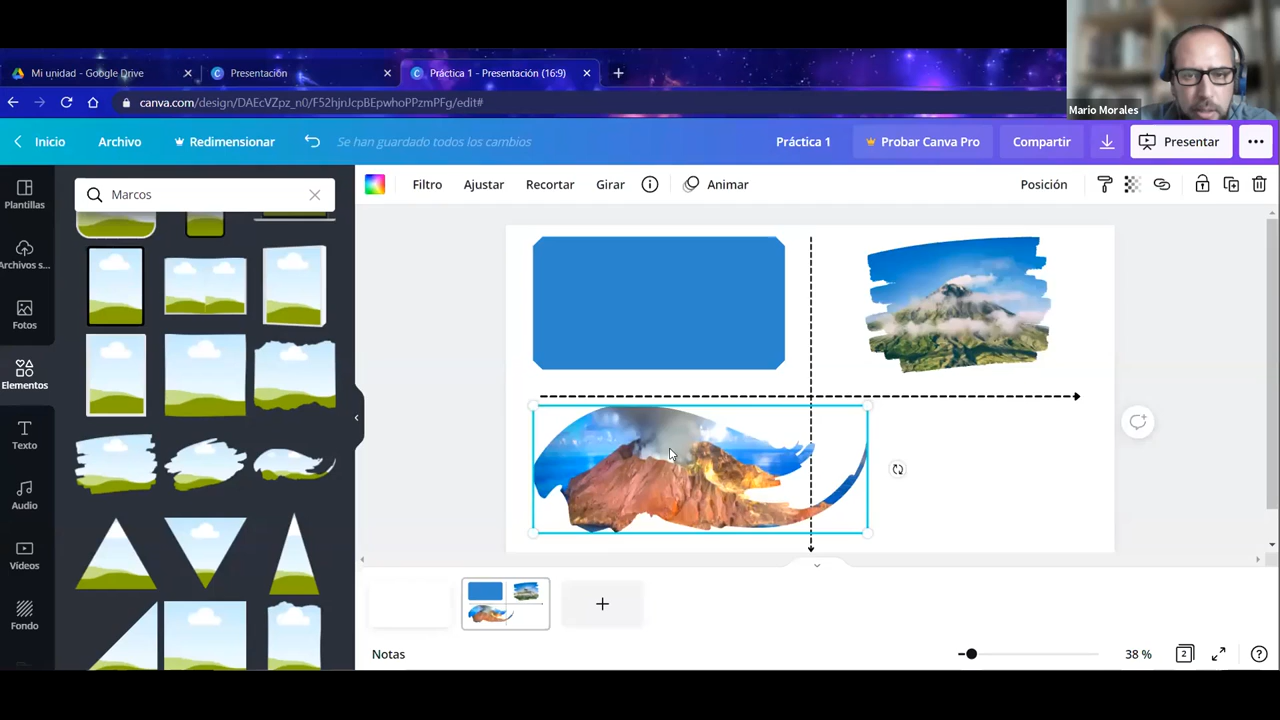 Mi unidad - Google Drive
Presentación
Práctica 1 - Presentación (16:9)
canva.com/design/DAEcVZpz_n0/F52hjnJcpBEpwhoPPzmPFg/edit#
Mario Morales
Inicio
Archivo
Redimensionar
Se han guardado todos los cambios
Práctica 1
Probar Canva Pro
Compartir
Presentar
Plantillas
Archivos s...
Fotos
Elementos
Texto
Audio
Vídeos
Fondo
Marcos
Filtro
Ajustar
Recortar
Girar
Animar
Posición
Notas
38 %
2